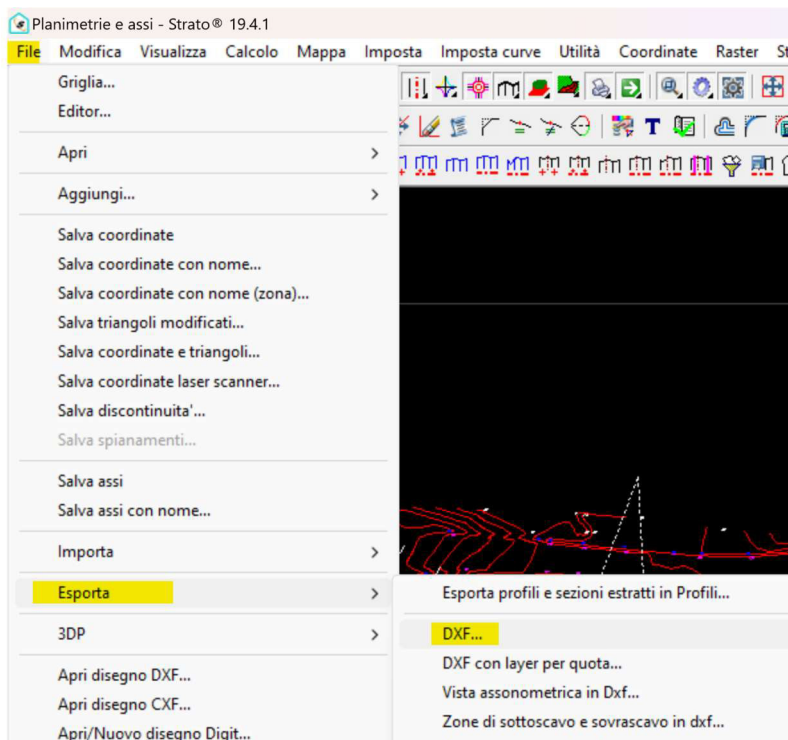 Planimetrie e assi - Strato® 19.4.1
File Modifica Visualizza Calcolo Mappa Imposta Imposta curve Utilità Coordinate Raster St
Griglia...
Editor...
Apri
Aggiungi...
Salva coordinate
Salva coordinate con nome...
Salva coordinate con nome (zona)...
Salva triangoli modificati...
Salva coordinate e triangoli...
Salva coordinate laser scanner...
Salva discontinuita'...
Salva spianamenti...
Salva assi
Salva assi con nome...
Importa
Esporta
Esporta profili e sezioni estratti in Profili...
3DP
DXF...
DXF con layer per quota...
Apri disegno DXF...
Vista assonometrica in Dxf...
Apri disegno CXF...
Zone di sottoscavo e sovrascavo in dxf...
Apri/Nuovo disegno Digit...